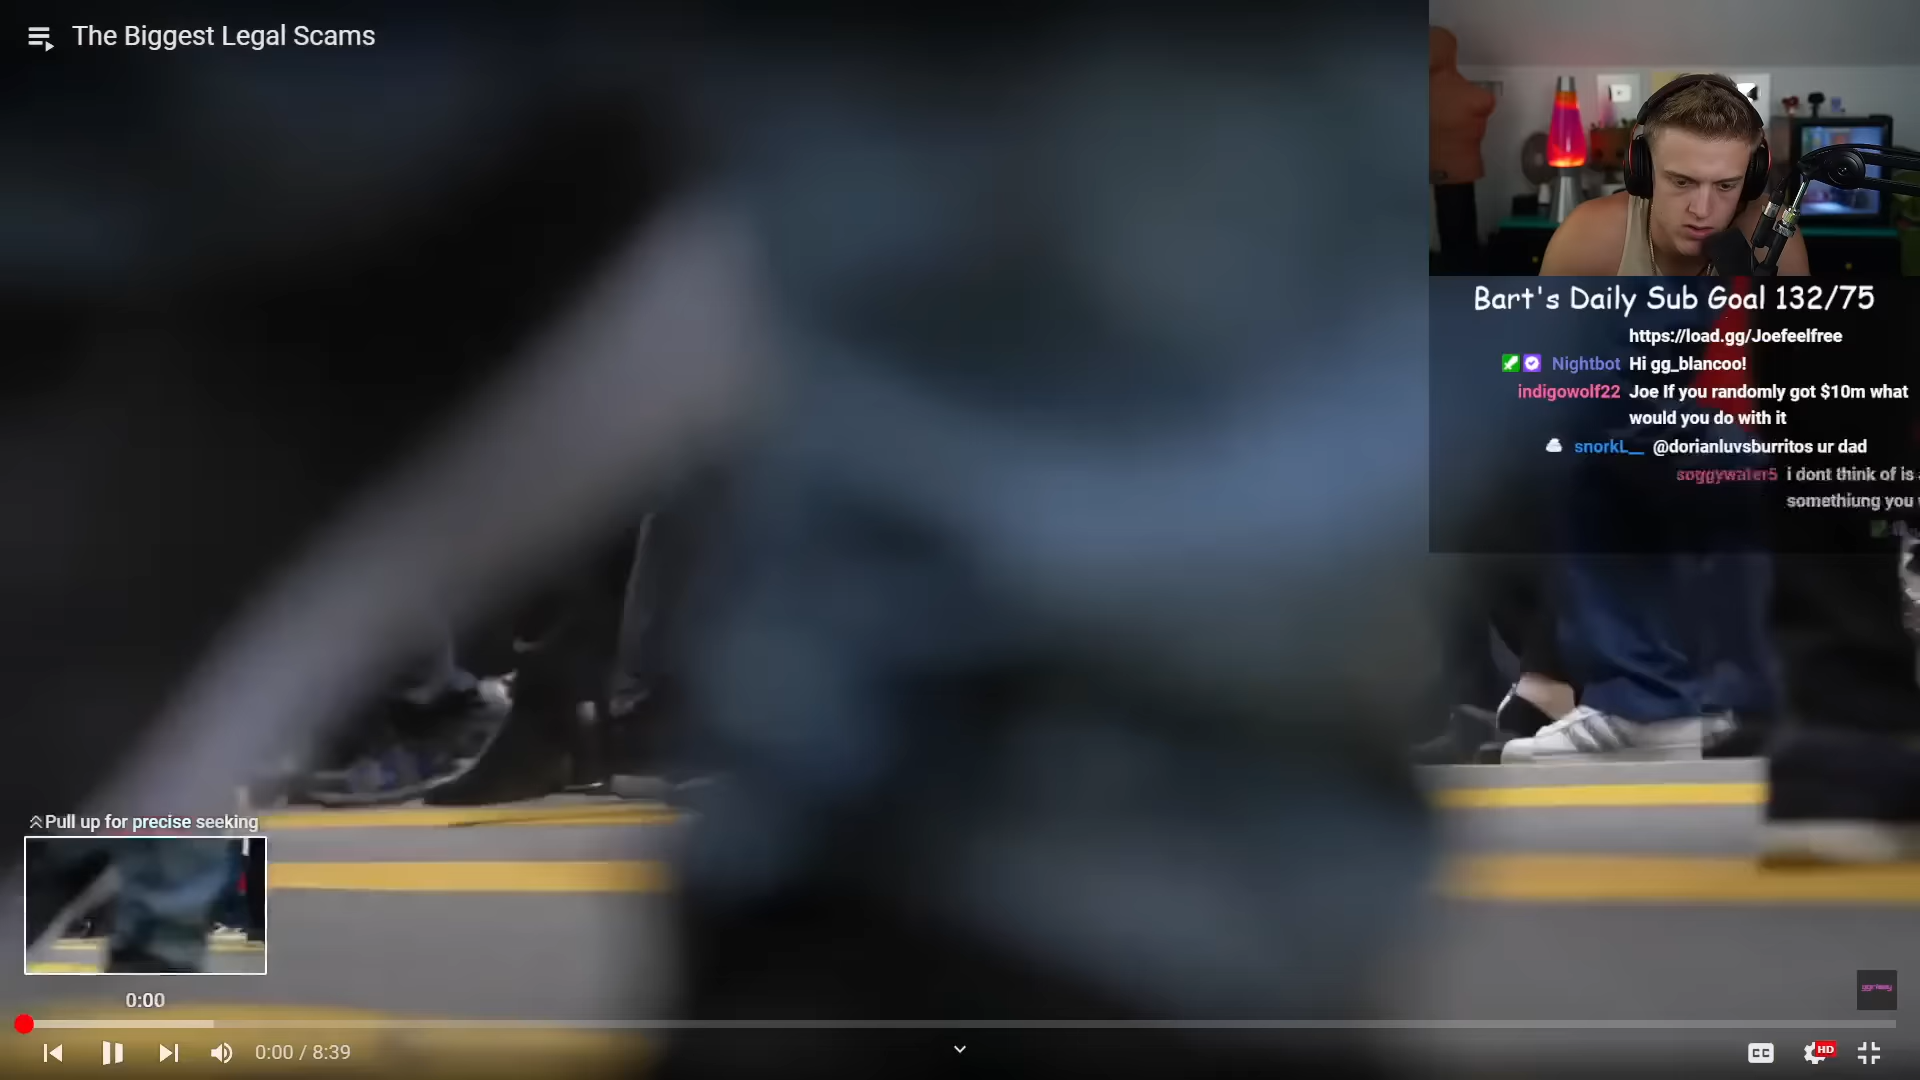 The Biggest Legal Scams
Bart's Daily Sub Goal 132/75
https://load.gg/Joefeelfree
Nightbot Hi gg_blancoo!
indigowolf22 Joe If you randomly got $10m what
would you do with it
snorkL__ @dorianluvsburritos ur dad
soggywater5 i dont think of is
somethiung you
Pull up for precise seeking
0:00
0:00 / 8:39
CC
HD